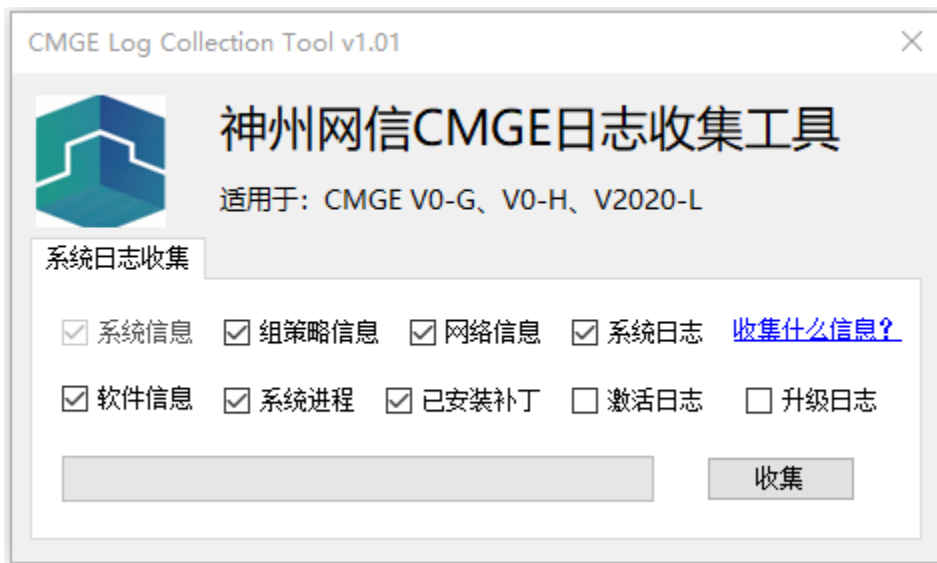 CMGE Log Collection Tool v1.01
神州网信CMGE日志收集工具
适用于：CMGE V0-G、V0-H、V2020-L
系统日志收集
系统信息 组策略信息 网络信息 系统日志 收集什么信息？
软件信息 系统进程 已安装补丁 激活日志 升级日志
收集